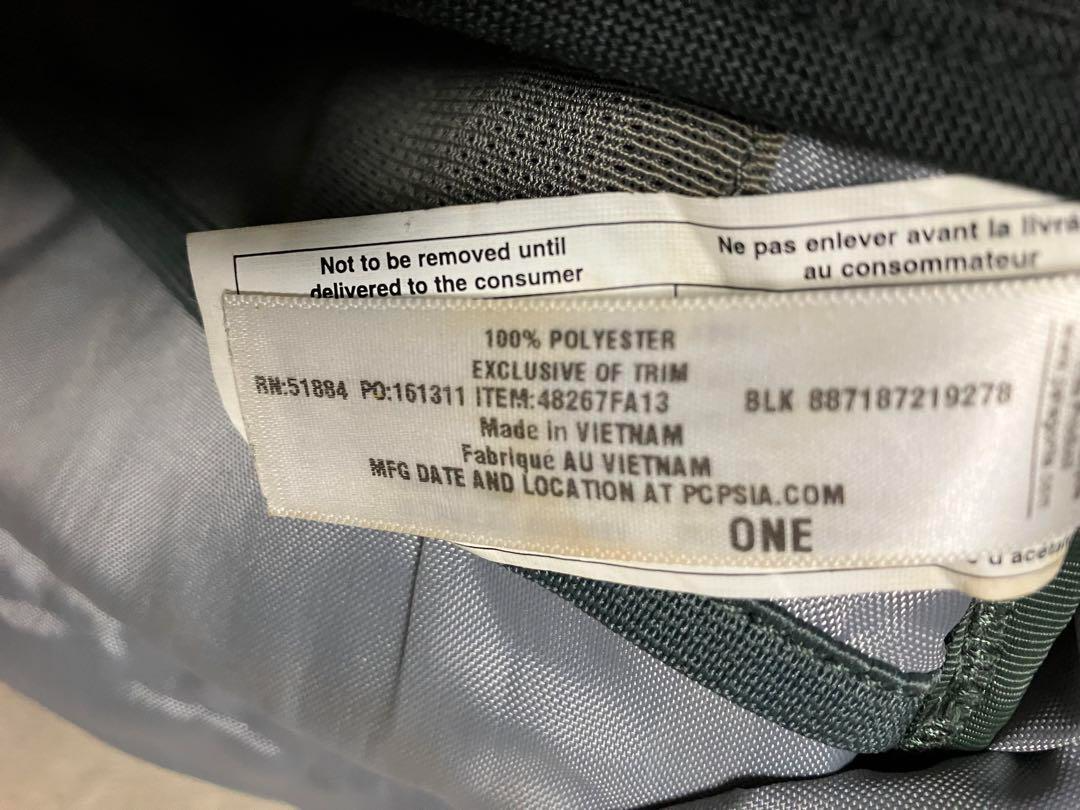 Not to be removed until
delivered to the consumer
Ne pas enlever avant la livra
au consommateur
100% POLYESTER
EXCLUSIVE OF TRIM
RN:51884 PO:161311 ITEM:48267FA13 BLK 887187219278
Made in VIETNAM
Fabriqué AU VIETNAM
MFG DATE AND LOCATION AT PCPSIA.COM
ONE